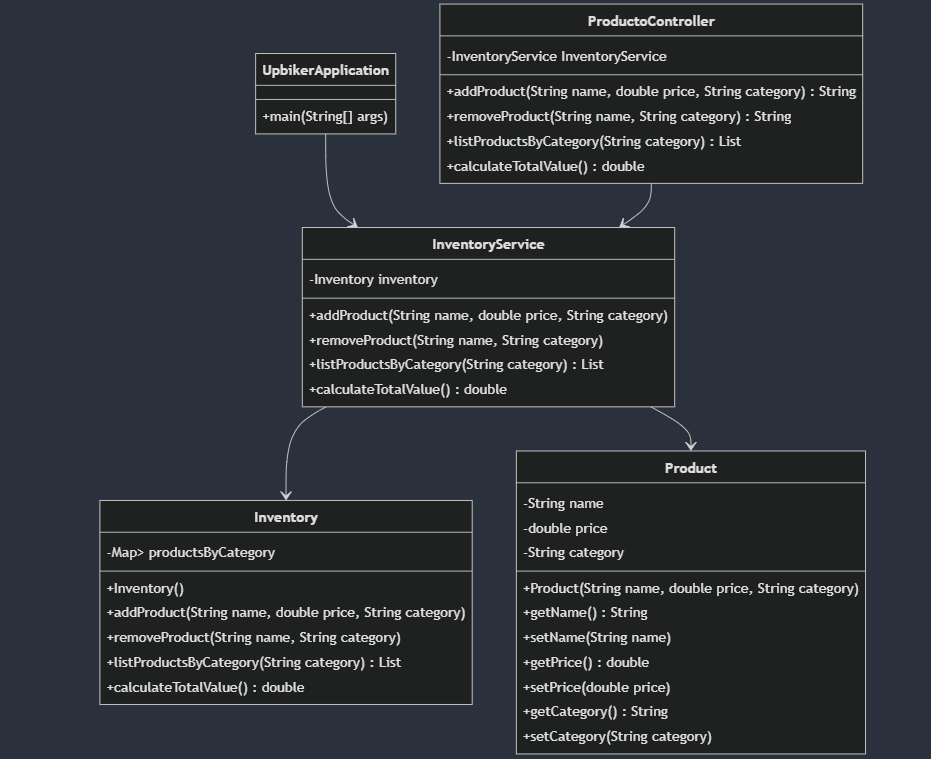 ProductoController
-InventoryService InventoryService
+addProduct(String name, double price, String category) : String
+removeProduct(String name, String category) : String
+listProductsByCategory(String category) : List
+calculateTotalValue() : double
UpbikerApplication
+main(String[] args)
InventoryService
-Inventory inventory
+addProduct(String name, double price, String category)
+removeProduct(String name, String category)
+listProductsByCategory(String category) : List
+calculateTotalValue() : double
Inventory
-Map> productsByCategory
+Inventory()
+addProduct(String name, double price, String category)
+removeProduct(String name, String category)
+listProductsByCategory(String category) : List
+calculateTotalValue() : double
Product
-String name
-double price
-String category
+Product(String name, double price, String category)
+getName() : String
+setName(String name)
+getPrice() : double
+setPrice(double price)
+getCategory() : String
+setCategory(String category)